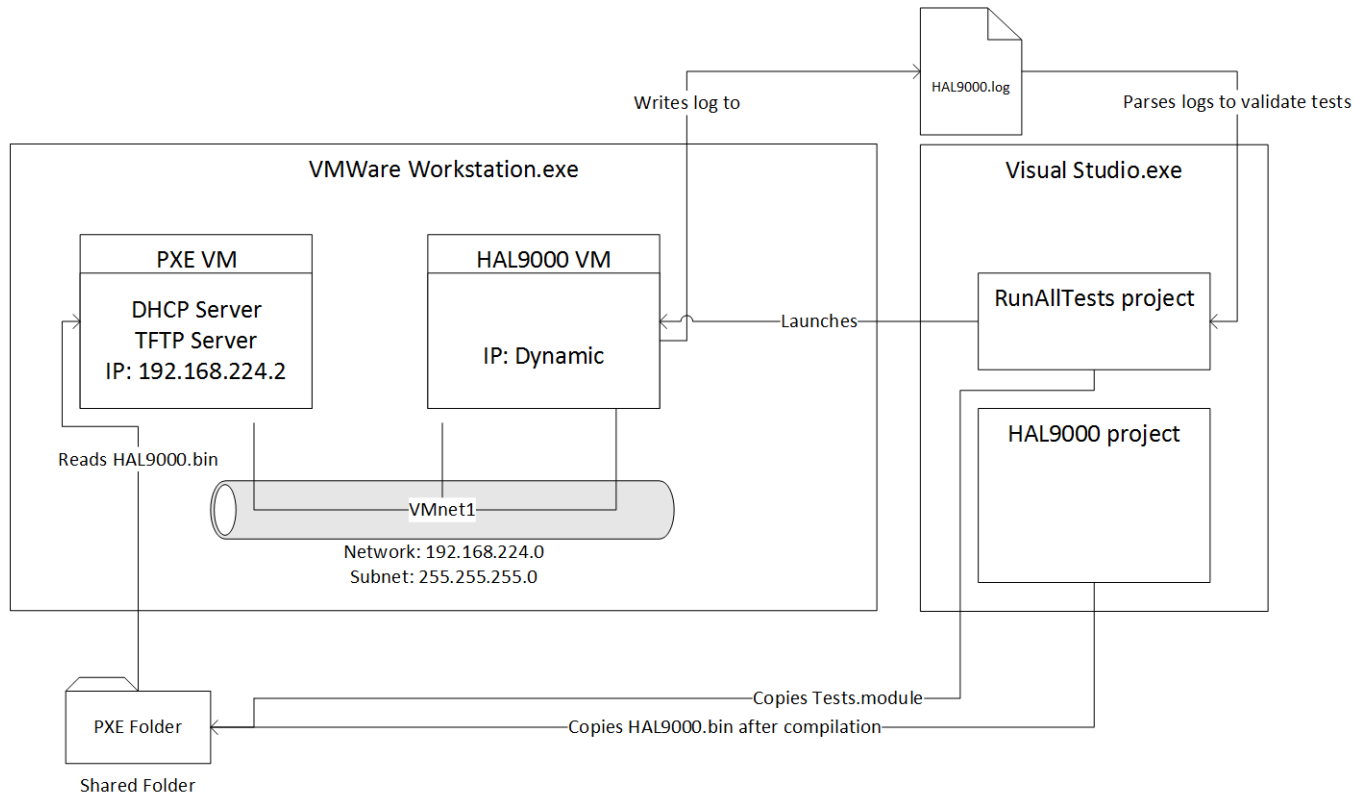 HAL9000.log
Writes log to
Parses logs to validate tests
VMWare Workstation.exe
Visual Studio.exe
PXE VM
DHCP Server
TFTP Server
IP: 192.168.224.2
HAL9000 VM
IP: Dynamic
Launches
RunAllTests project
HAL9000 project
Reads HAL9000.bin
VMnet1
Network: 192.168.224.0
Subnet: 255.255.255.0
Copies Tests.module
Copies HAL9000.bin after compilation
PXE Folder
Shared Folder